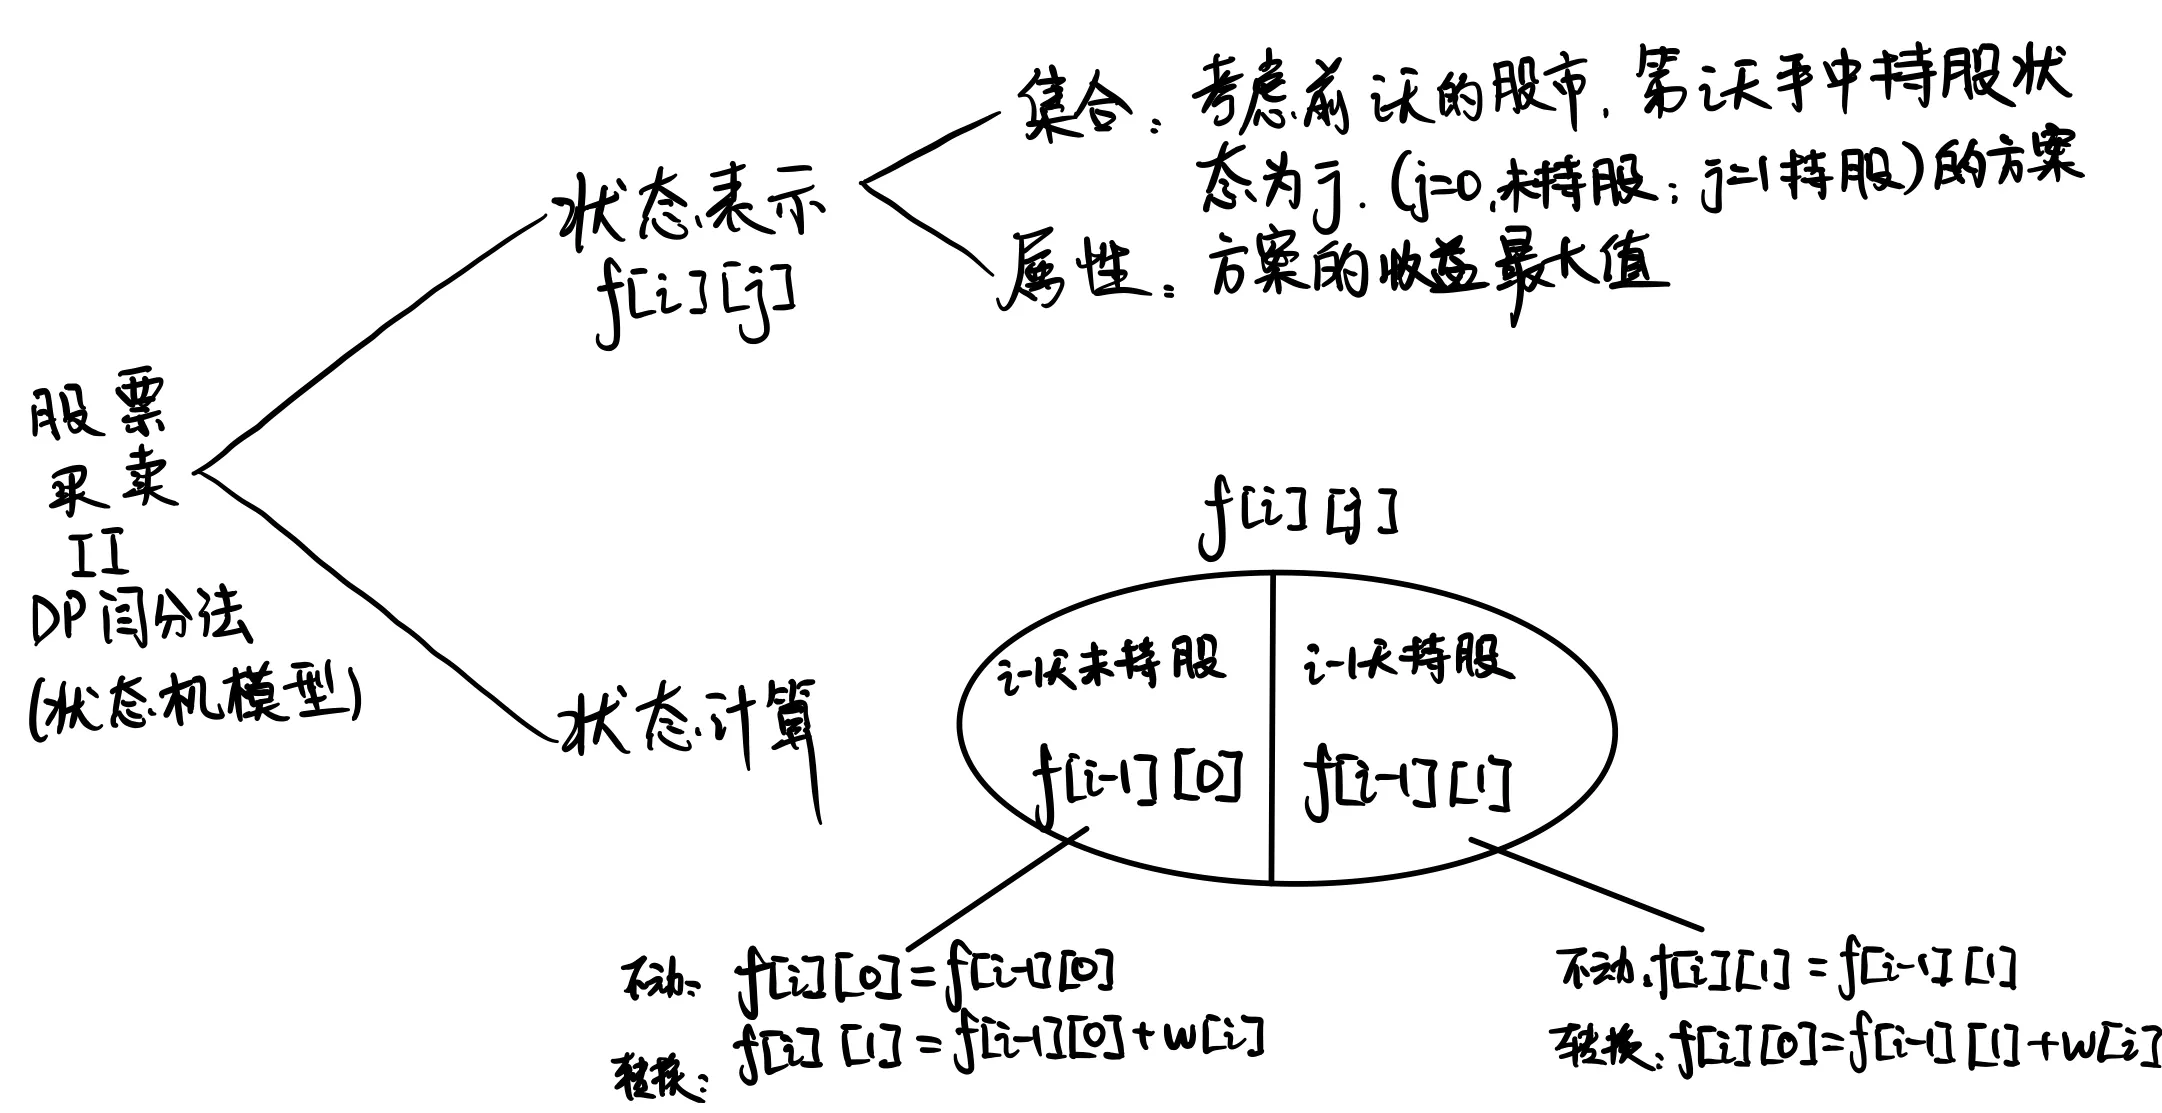 股票
买卖
II
DP闫分法
(状态机模型)
状态表示
f[i][j]
集合：考虑前i天的股市，第i天手中持股状
态为j.(j=0,未持股；j=1持股)的方案
属性：方案的收益最大值
状态计算
f[i][j]
i-1天未持股
f[i-1][0]
i-1天持股
f[i-1][1]
不动：f[i][0]=f[i-1][0]
转换：f[i][1]=f[i-1][0]+w[i]
不动：f[i][1]=f[i-1][1]
转换：f[i][0]=f[i-1][1]+w[i]